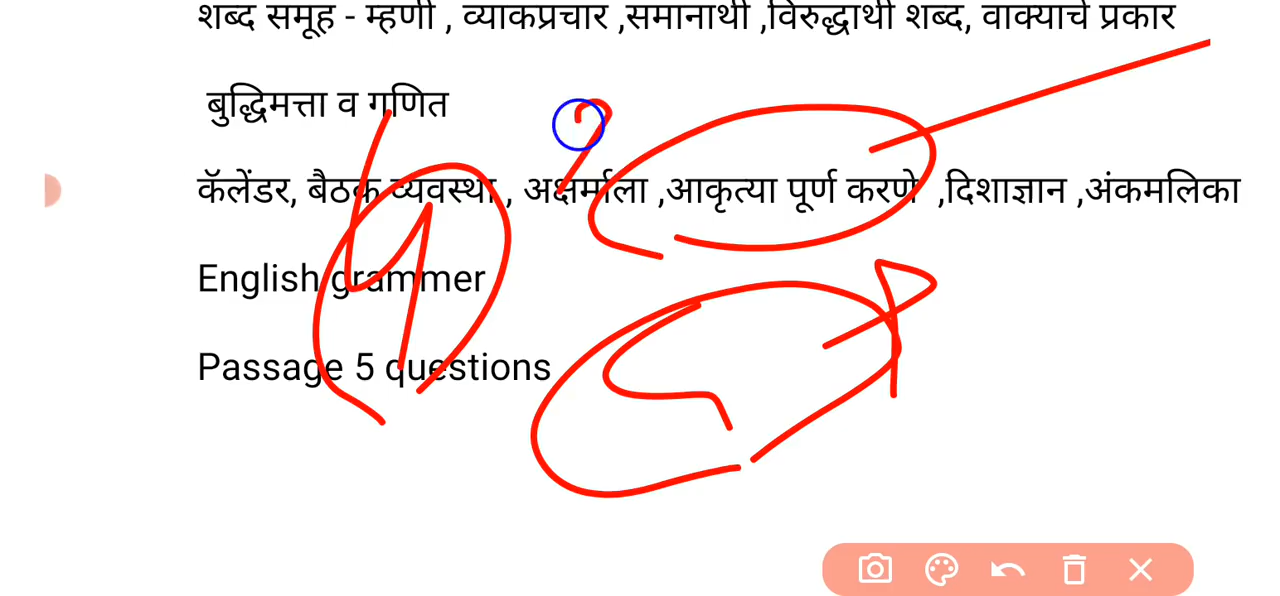 शब्द समूह - म्हणी , व्याकप्रचार ,समानार्थी ,विरुद्धार्थी शब्द, वाक्याचे प्रकार
बुद्धिमत्ता व गणित
कॅलेंडर, बैठक व्यवस्था , अक्षर्माला ,आकृत्या पूर्ण करणे ,दिशाज्ञान ,अंकमलिका
English grammer
Passage 5 questions